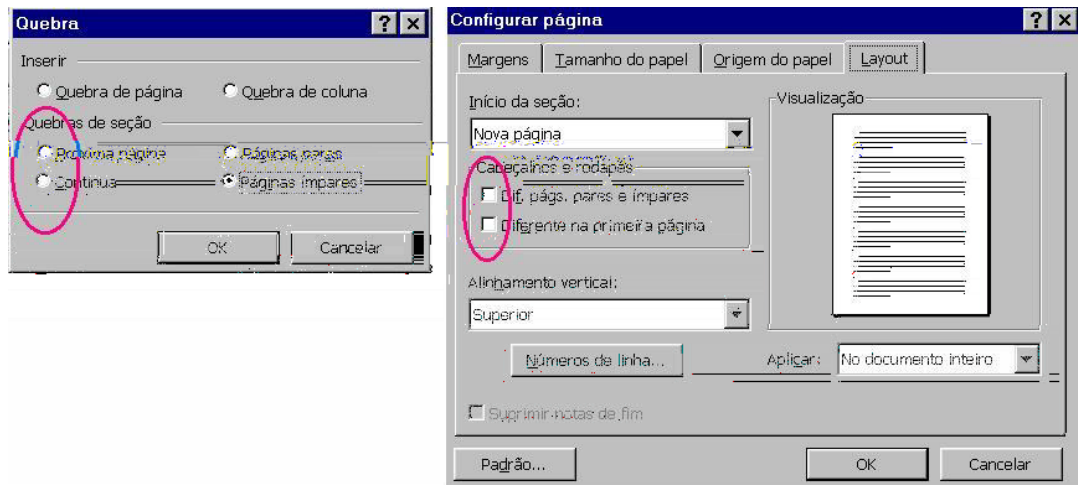 Quebra
Inserir
Quebra de página
Quebra de coluna
Quebras de seção
Próxima página
Páginas pares
Contínua
Páginas ímpares
OK
Cancelar
Configurar página
Margens
Tamanho do papel
Origem do papel
Layout
Início da seção:
Nova página
Cabeçalhos e rodapés
Dif. págs. pares e ímpares
Diferente na primeira página
Visualização
Alinhamento vertical:
Superior
Números de linha...
Aplicar:
No documento inteiro
Suprimir notas de fim
Padrão...
OK
Cancelar